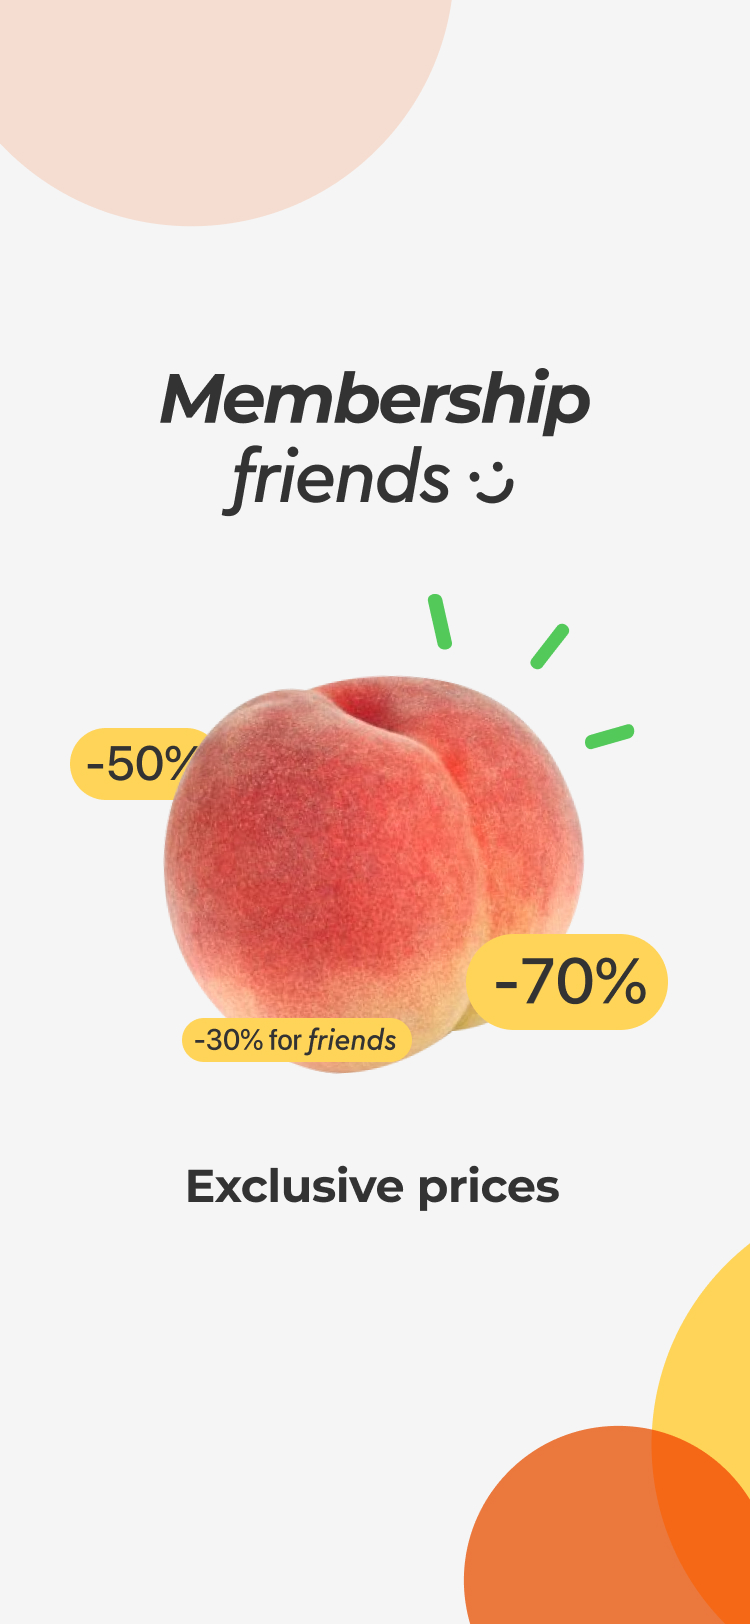 Membership
friends
-50%
-70%
-30% for friends
Exclusive prices